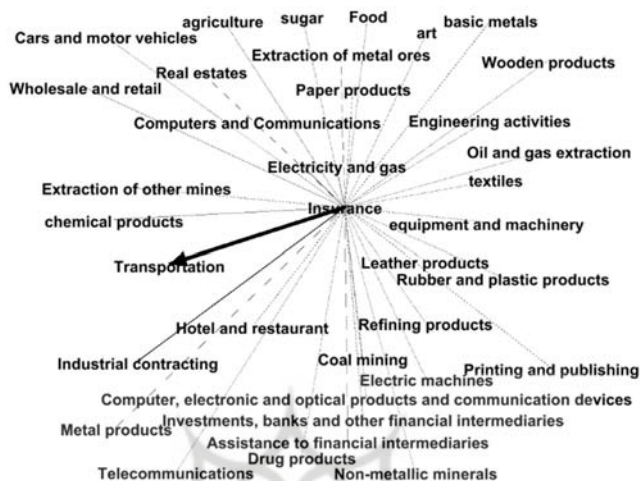 agriculture
sugar
Food
art
basic metals
Cars and motor vehicles
Extraction of metal ores
Wooden products
Real estates
Wholesale and retail
Paper products
Computers and Communications
Engineering activities
Electricity and gas
Oil and gas extraction
textiles
Extraction of other mines
Insurance
chemical products
equipment and machinery
Transportation
Leather products
Rubber and plastic products
Hotel and restaurant
Refining products
Industrial contracting
Coal mining
Printing and publishing
Electric machines
Computer, electronic and optical products and communication devices
Investments, banks and other financial intermediaries
Metal products
Assistance to financial intermediaries
Drug products
Telecommunications
Non-metallic minerals